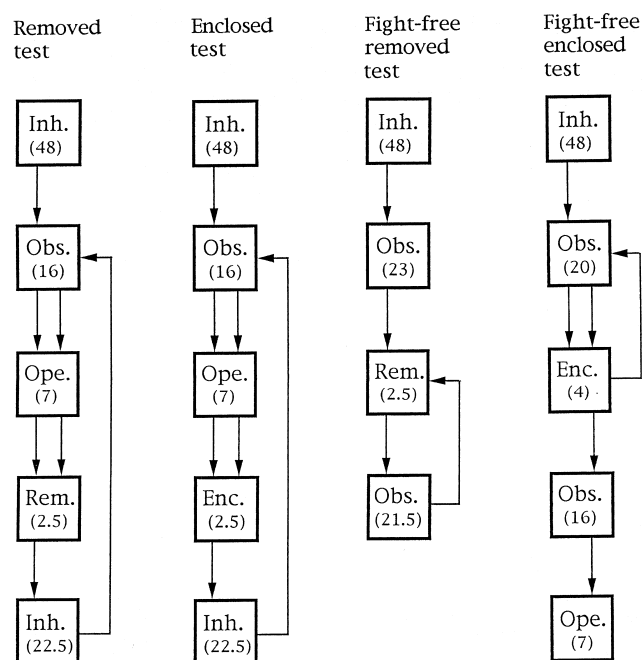 Removed
test
Inh.
(48)
Obs.
(16)
Ope.
(7)
Rem.
(2.5)
Inh.
(22.5)
Enclosed
test
Inh.
(48)
Obs.
(16)
Ope.
(7)
Enc.
(2.5)
Inh.
(22.5)
Fight-free
removed
test
Inh.
(48)
Obs.
(23)
Rem.
(2.5)
Obs.
(21.5)
Fight-free
enclosed
test
Inh.
(48)
Obs.
(20)
Enc.
(4)
Obs.
(16)
Ope.
(7)